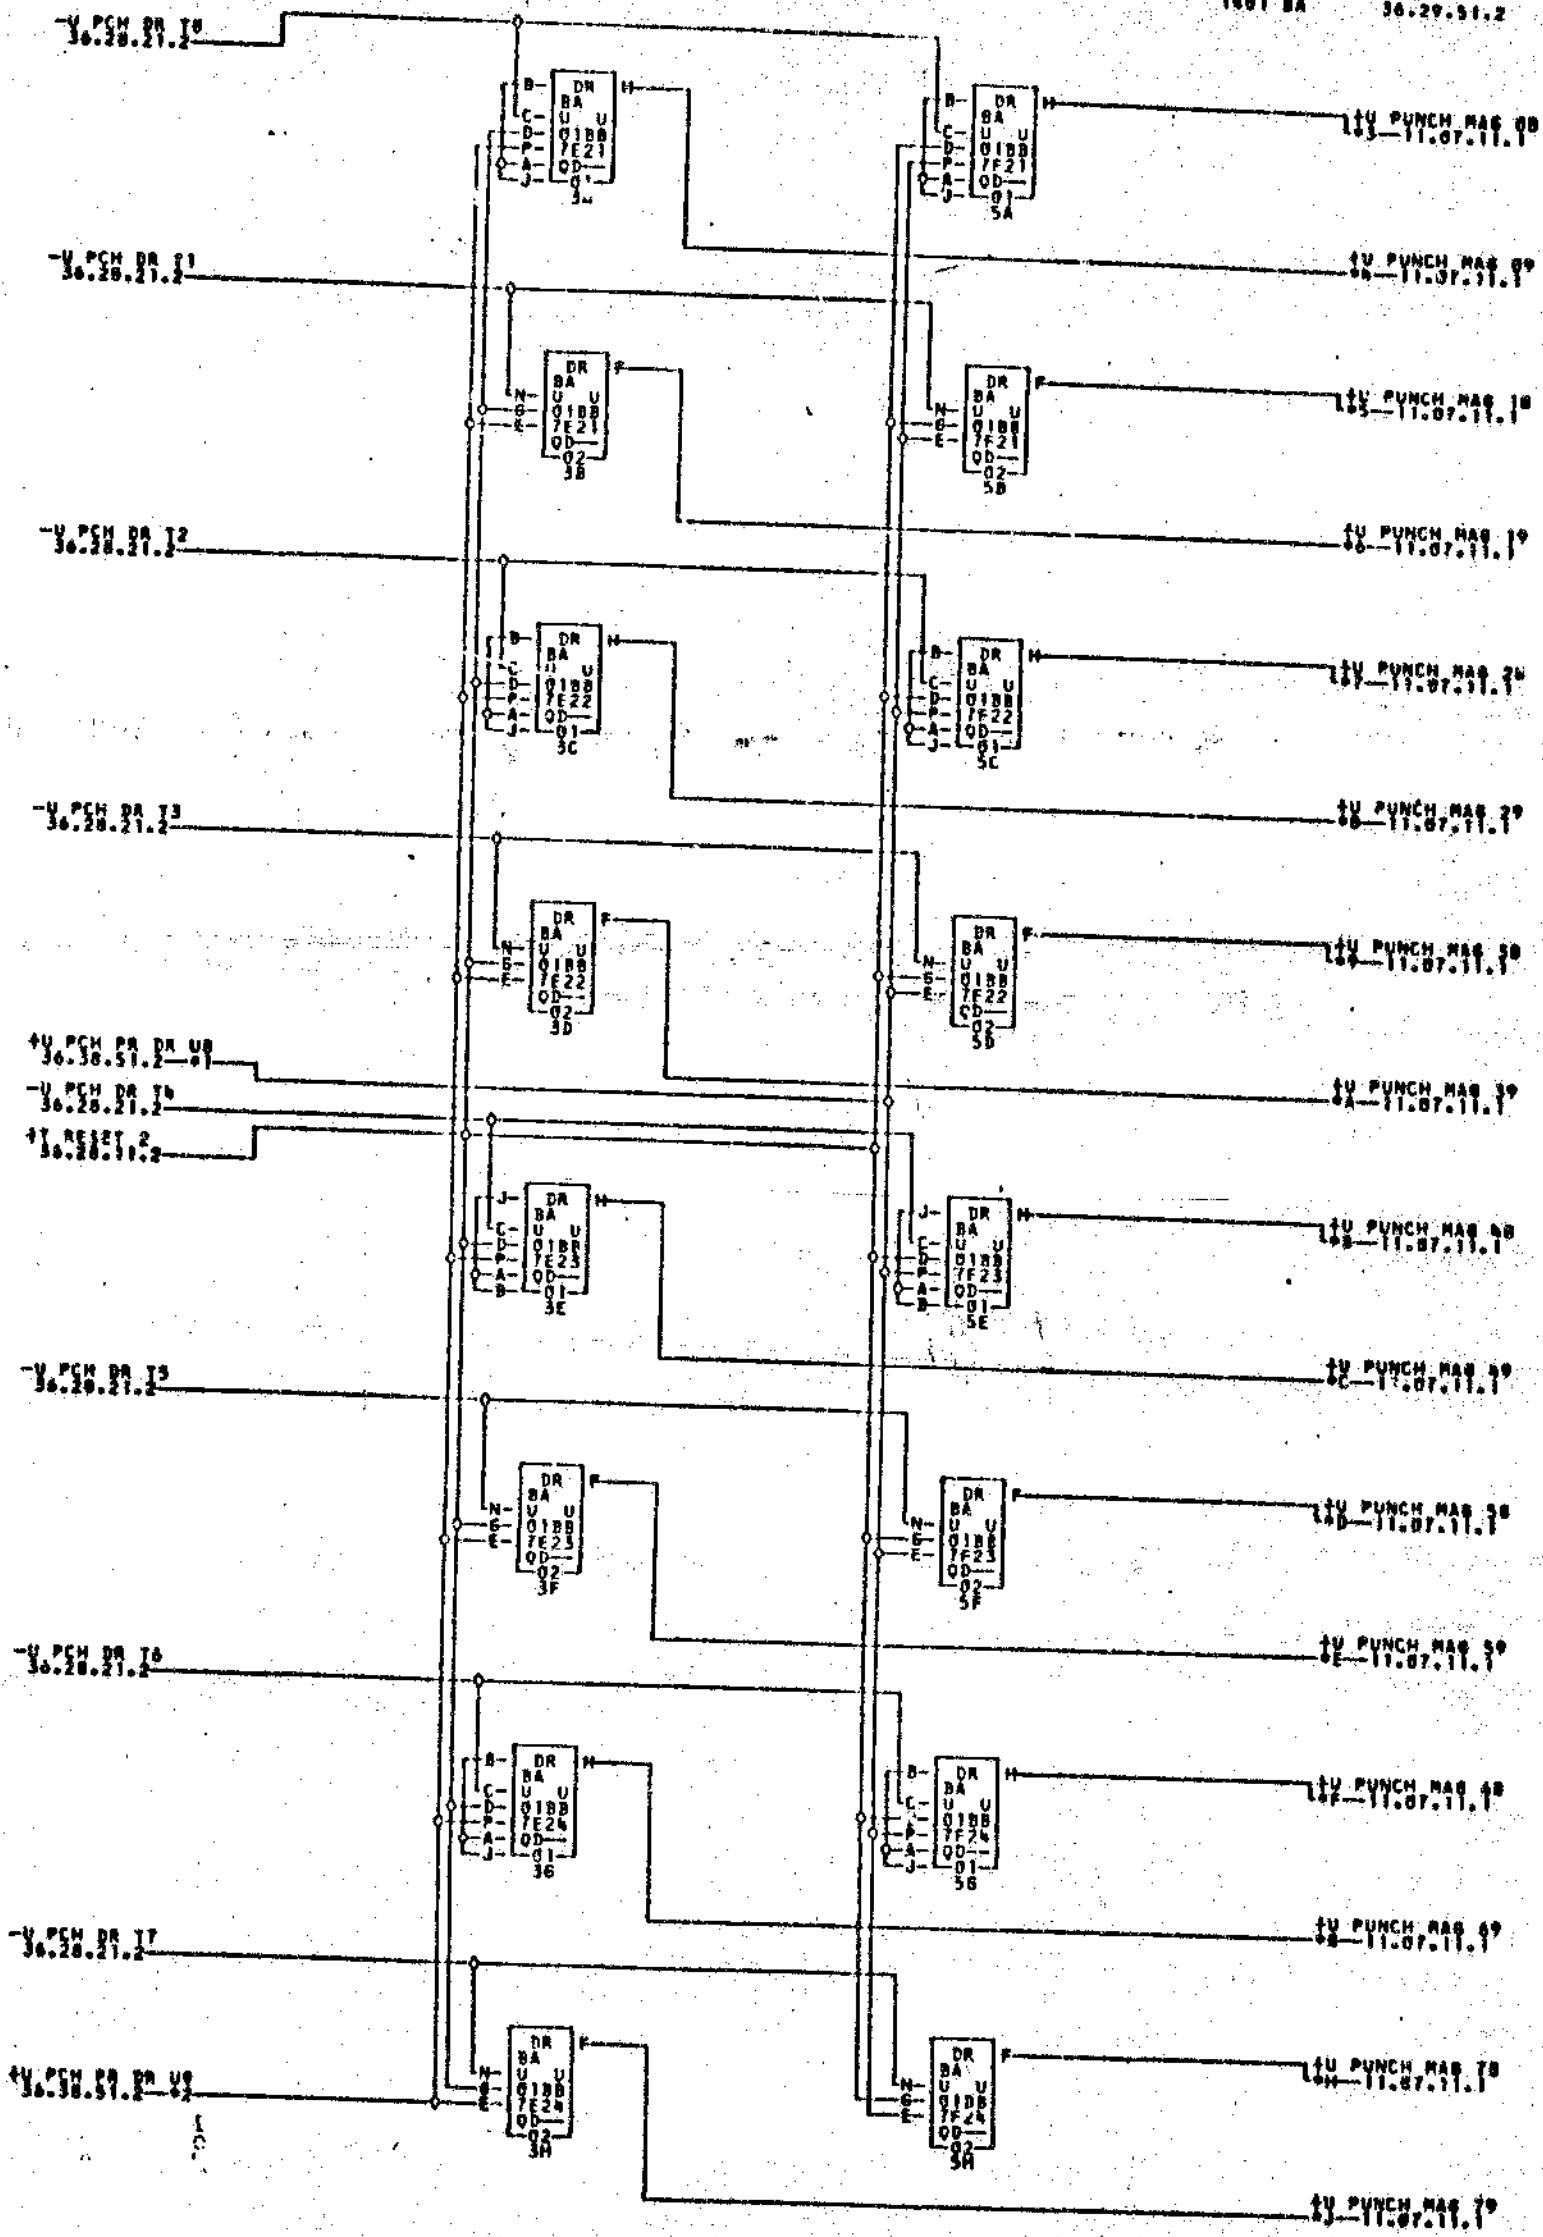 1401 BA 36.29.51.2
-U PCH DR T0
36.28.21.2
B- DR H
BA
C- U U
D- 01BB
P- 7E21
A- QD
J- 01
B- DR H
BA
C- U U
D- 01BB
P- 7F21
A- QD
J- 01
5A
+U PUNCH MAG 08
*3 11.07.11.1
-U PCH DR T1
36.28.21.2
+U PUNCH MAG 09
11.07.11.1
DR F
BA
N- U U
G- 01BB
E- 7E21
QD
02
3B
DR F
BA
N- U U
G- 01BB
E- 7F21
QD
02
5B
+U PUNCH MAG 18
*5 11.07.11.1
-U PCH DR T2
36.28.21.2
+U PUNCH MAG 19
*6 11.07.11.1
B- DR H
BA
C- U U
D- 01BB
P- 7E22
A- QD
J- 01
3C
B- DR H
BA
C- U U
D- 01BB
P- 7F22
A- QD
J- 01
5C
+U PUNCH MAG 28
*7 11.07.11.1
-U PCH DR T3
36.28.21.2
+U PUNCH MAG 29
*8 11.07.11.1
DR F
BA
N- U U
G- 01BB
E- 7E22
QD
02
3D
DR F
BA
N- U U
G- 01BB
E- 7F22
QD
02
5D
+U PUNCH MAG 38
*9 11.07.11.1
+U PCH PR DR U8
36.38.51.2 *1
-U PCH DR T4
36.28.21.2
+U PUNCH MAG 39
*A 11.07.11.1
+T RESET 2
36.28.11.2
J- DR H
BA
C- U U
D- 01BB
P- 7E23
A- QD
B- 01
3E
J- DR H
BA
C- U U
D- 01BB
P- 7F23
A- QD
B- 01
5E
+U PUNCH MAG 48
*B 11.07.11.1
-U PCH DR T5
36.28.21.2
+U PUNCH MAG 49
*C 11.07.11.1
DR F
BA
N- U U
G- 01BB
E- 7E23
QD
02
3F
DR F
BA
N- U U
G- 01BB
E- 7F23
QD
02
5F
+U PUNCH MAG 58
*D 11.07.11.1
-U PCH DR T6
36.28.21.2
+U PUNCH MAG 59
*E 11.07.11.1
B- DR H
BA
C- U U
D- 01BB
P- 7E24
A- QD
J- 01
3G
B- DR H
BA
C- U U
01BB
P- 7F24
A- QD
J- 01
5G
+U PUNCH MAG 68
*F 11.07.11.1
-U PCH DR T7
36.28.21.2
+U PUNCH MAG 69
*G 11.07.11.1
DR F
BA
N- U U
G- 01BB
E- 7E24
QD
02
3H
DR F
BA
N- U U
G- 01BB
E- 7F24
QD
02
5H
+U PUNCH MAG 78
*H 11.07.11.1
+U PCH PR DR U9
36.38.51.2 *2
+U PUNCH MAG 79
*J 11.07.11.1